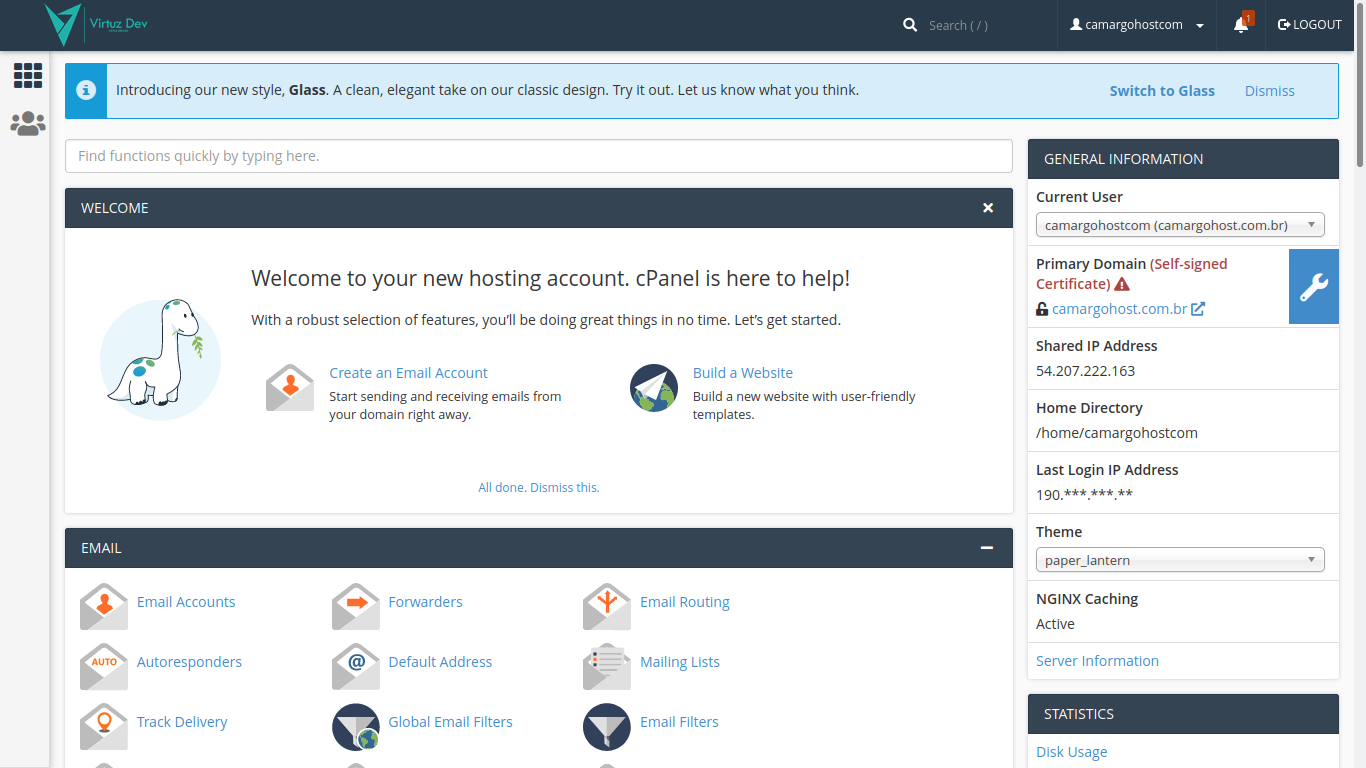 Virtuz Dev
Search ( / )
camargohostcom
1
LOGOUT
Introducing our new style, Glass. A clean, elegant take on our classic design. Try it out. Let us know what you think.
Switch to Glass
Dismiss
Find functions quickly by typing here.
WELCOME
Welcome to your new hosting account. cPanel is here to help!
With a robust selection of features, you'll be doing great things in no time. Let's get started.
Create an Email Account
Start sending and receiving emails from
your domain right away.
Build a Website
Build a new website with user-friendly
templates.
All done. Dismiss this.
EMAIL
Email Accounts
Forwarders
Email Routing
AUTO
Autoresponders
@
Default Address
Mailing Lists
Track Delivery
Global Email Filters
Email Filters
GENERAL INFORMATION
Current User
camargohostcom (camargohost.com.br)
Primary Domain (Self-signed
Certificate)
camargohost.com.br
Shared IP Address
54.207.222.163
Home Directory
/home/camargohostcom
Last Login IP Address
190.***.***.**
Theme
paper_lantern
NGINX Caching
Active
Server Information
STATISTICS
Disk Usage